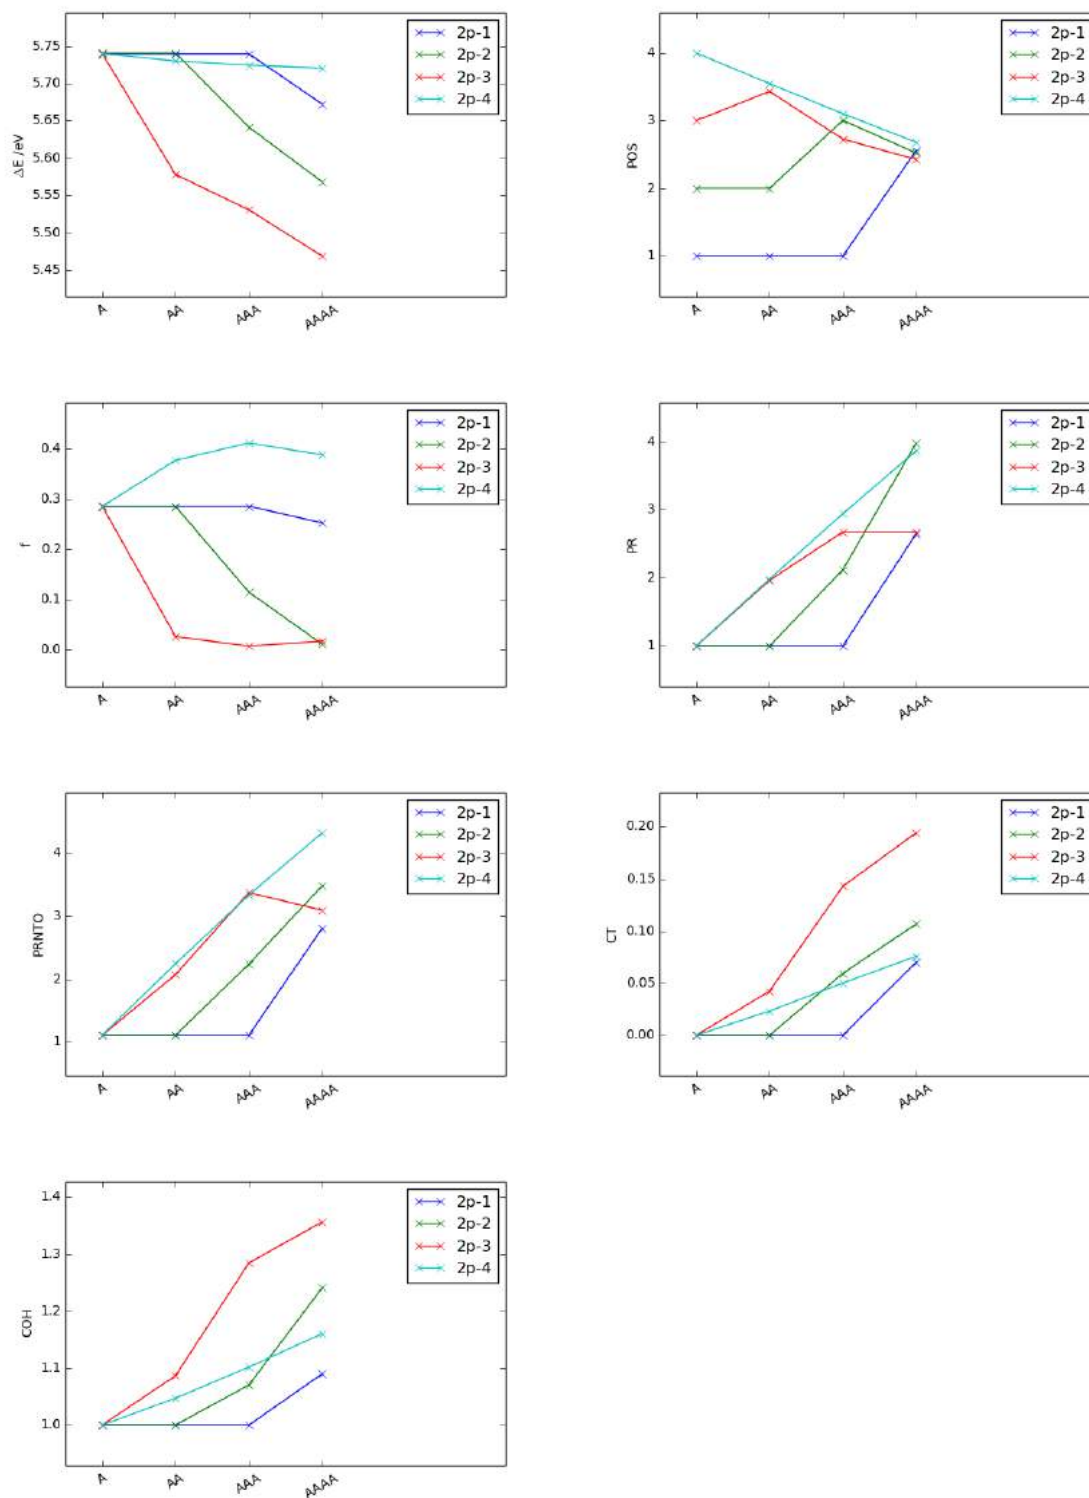 5.75
5.70
5.65
5.60
5.55
5.50
5.45
ΔE /eV
A
AA
AAA
AAAA
2p-1
2p-2
2p-3
2p-4
4
3
2
1
POS
A
AA
AAA
AAAA
2p-1
2p-2
2p-3
2p-4
0.4
0.3
0.2
0.1
0.0
f
A
AA
AAA
AAAA
2p-1
2p-2
2p-3
2p-4
4
3
2
1
PR
A
AA
AAA
AAAA
2p-1
2p-2
2p-3
2p-4
4
3
2
1
PRNTO
A
AA
AAA
AAAA
2p-1
2p-2
2p-3
2p-4
0.20
0.15
0.10
0.05
0.00
CT
A
AA
AAA
AAAA
2p-1
2p-2
2p-3
2p-4
1.4
1.3
1.2
1.1
1.0
COH
A
AA
AAA
AAAA
2p-1
2p-2
2p-3
2p-4